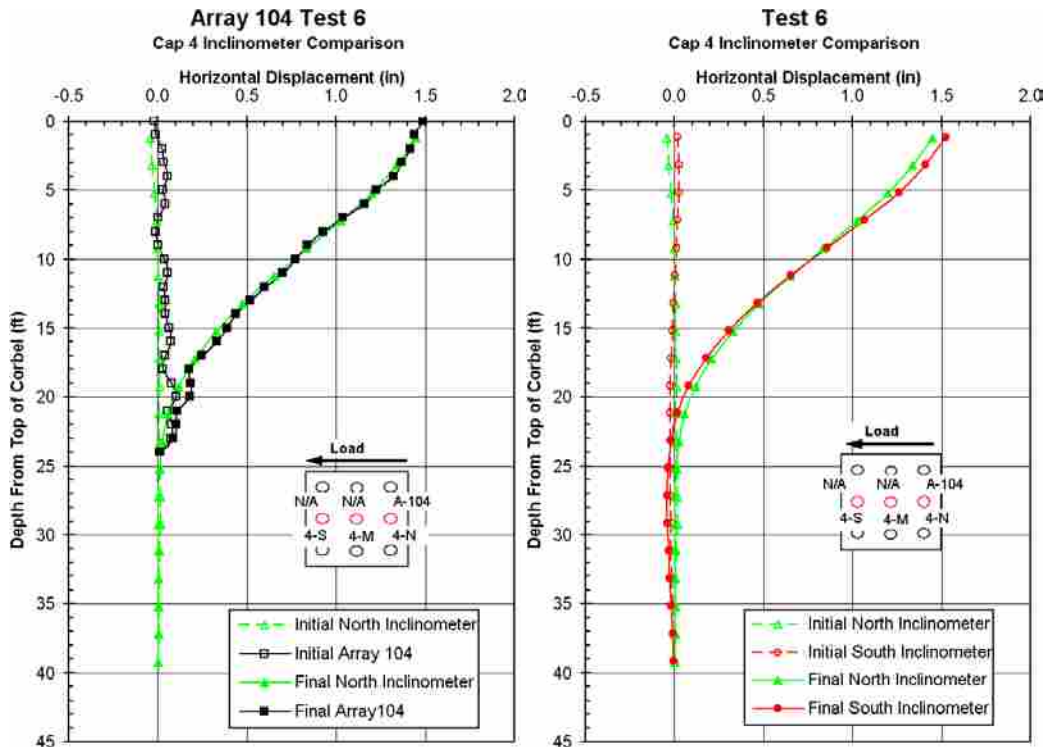 Array 104 Test 6
Cap 4 Inclinometer Comparison
Horizontal Displacement (in)
-0.5 0.0 0.5 1.0 1.5 2.0
0
5
10
15
20
25
30
35
40
45
Depth From Top of Corbel (ft)
Load
N/A N/A A-104
4-S 4-M 4-N
Initial North Inclinometer
Initial Array 104
Final North Inclinometer
Final Array104
Test 6
Cap 4 Inclinometer Comparison
Horizontal Displacement (in)
-0.5 0.0 0.5 1.0 1.5 2.0
0
5
10
15
20
25
30
35
40
45
Depth From Top of Corbel (ft)
Load
N/A N/A A-104
4-S 4-M 4-N
Initial North Inclinometer
Initial South Inclinometer
Final North Inclinometer
Final South Inclinometer